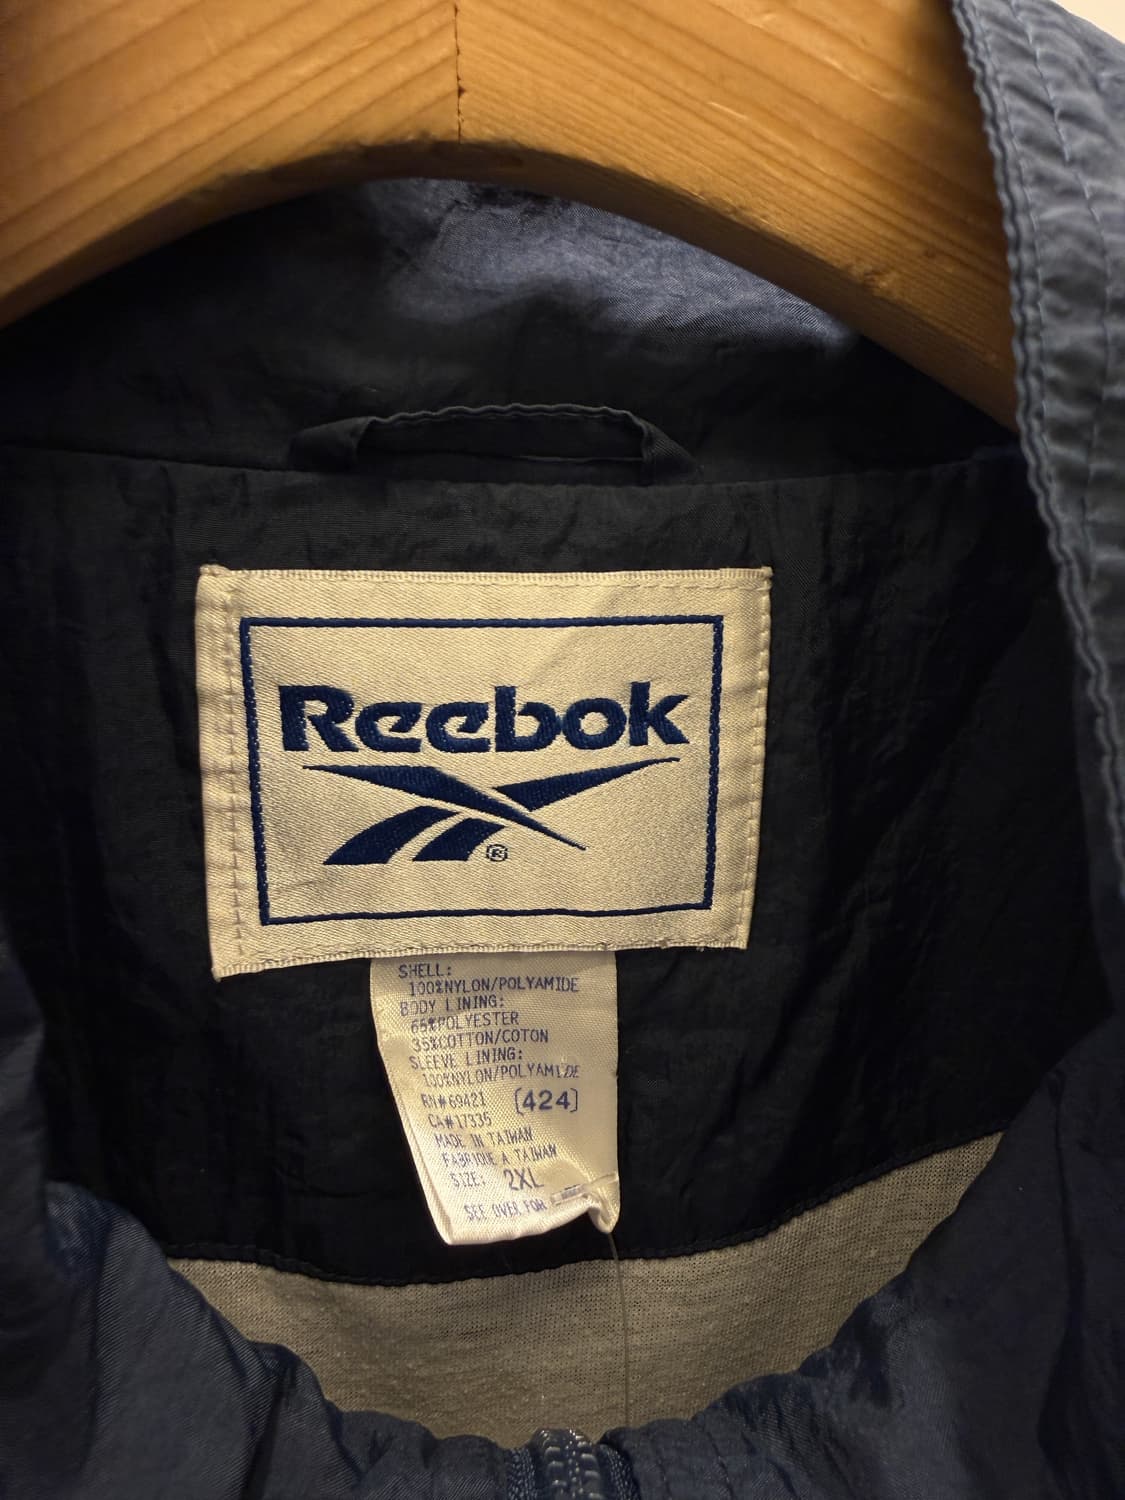 Reebok
®
SHELL:
100%NYLON/POLYAMIDE
BODY LINING:
65%POLYESTER
35%COTTON/COTON
SLEEVE LINING:
100%NYLON/POLYAMIDE
RN#69421 (424)
CA#17335
MADE IN TAIWAN
FABRIQUE A TAIWAN
SIZE: 2XL
SEE OVER FOR